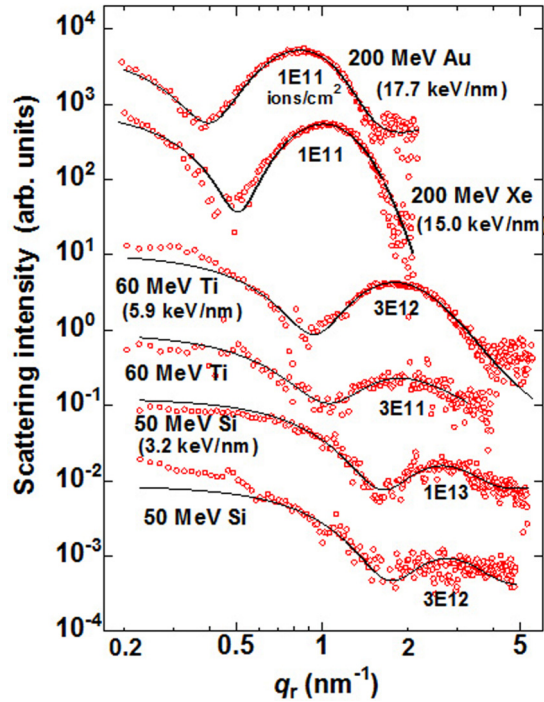 Scattering intensity (arb. units)
10⁴
10³
10²
10¹
10⁰
10⁻¹
10⁻²
10⁻³
10⁻⁴
200 MeV Au
(17.7 keV/nm)
1E11
ions/cm²
1E11
200 MeV Xe
(15.0 keV/nm)
60 MeV Ti
(5.9 keV/nm)
3E12
60 MeV Ti
3E11
50 MeV Si
(3.2 keV/nm)
1E13
50 MeV Si
3E12
0.2 0.5 1 2 5
qᵣ (nm⁻¹)